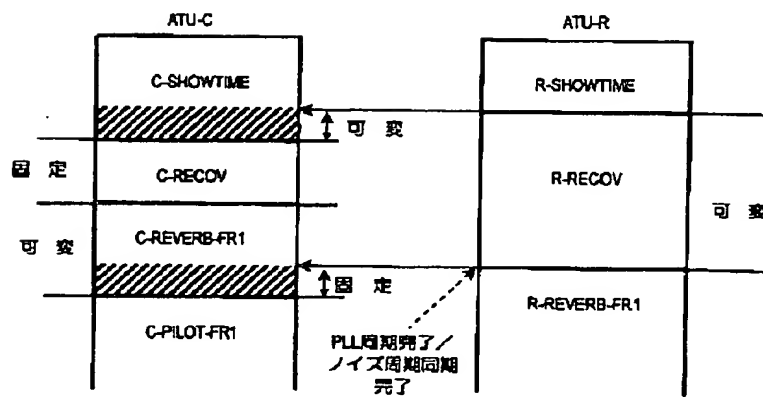 ATU-C
ATU-R
C-SHOWTIME
R-SHOWTIME
可 変
固 定
C-RECOV
R-RECOV
可 変
可 変
C-REVERB-FR1
固 定
R-REVERB-FR1
C-PILOT-FR1
PLL同期完了／
ノイズ周期同期
完了